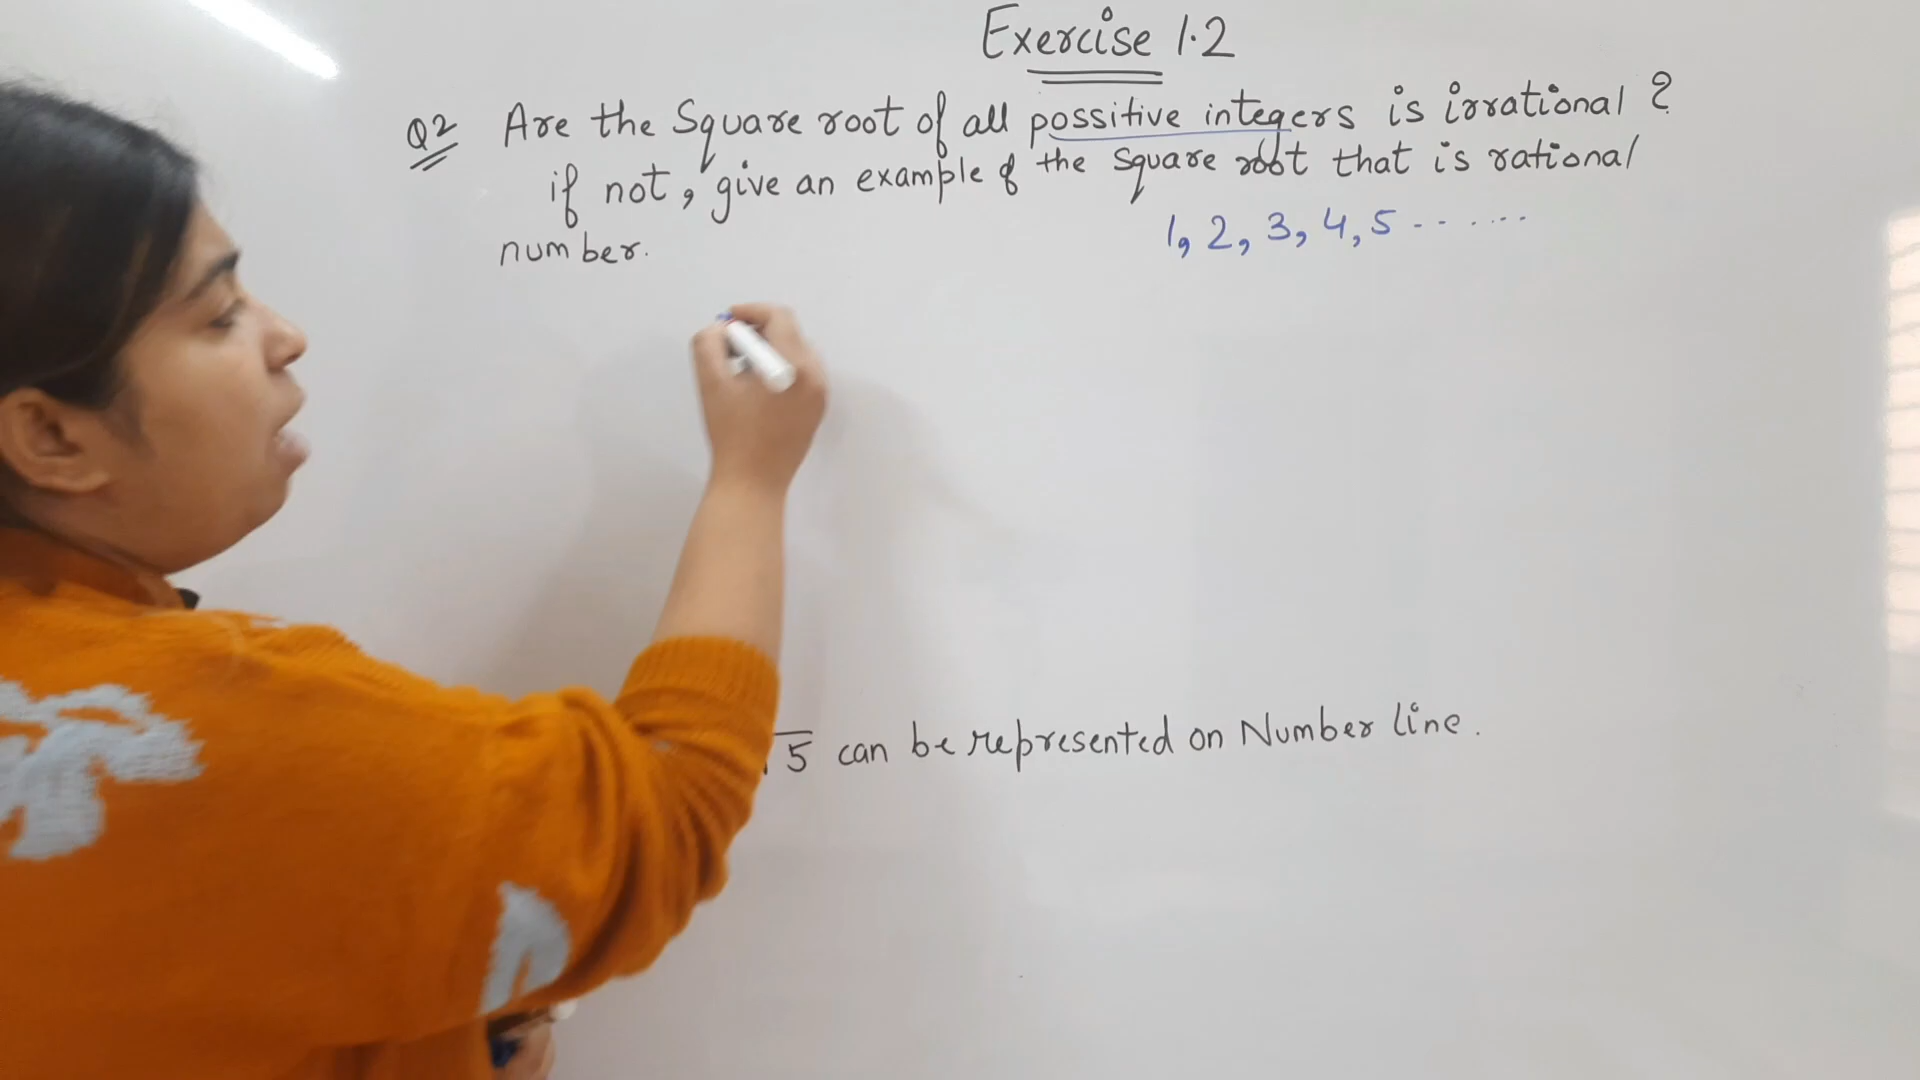 Exercise 1.2
Q2 Are the Square root of all possitive integers is irrational ?
if not, give an example of the square root that is rational
number.
1, 2, 3, 4, 5 - - - - - -
√5 can be represented on Number line.